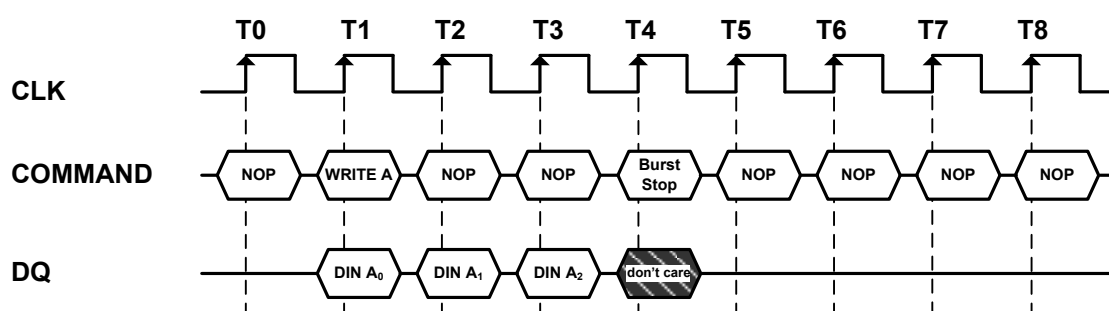 T0 T1 T2 T3 T4 T5 T6 T7 T8
CLK
COMMAND NOP WRITE A NOP NOP Burst Stop NOP NOP NOP NOP
DQ DIN A0 DIN A1 DIN A2 don't care